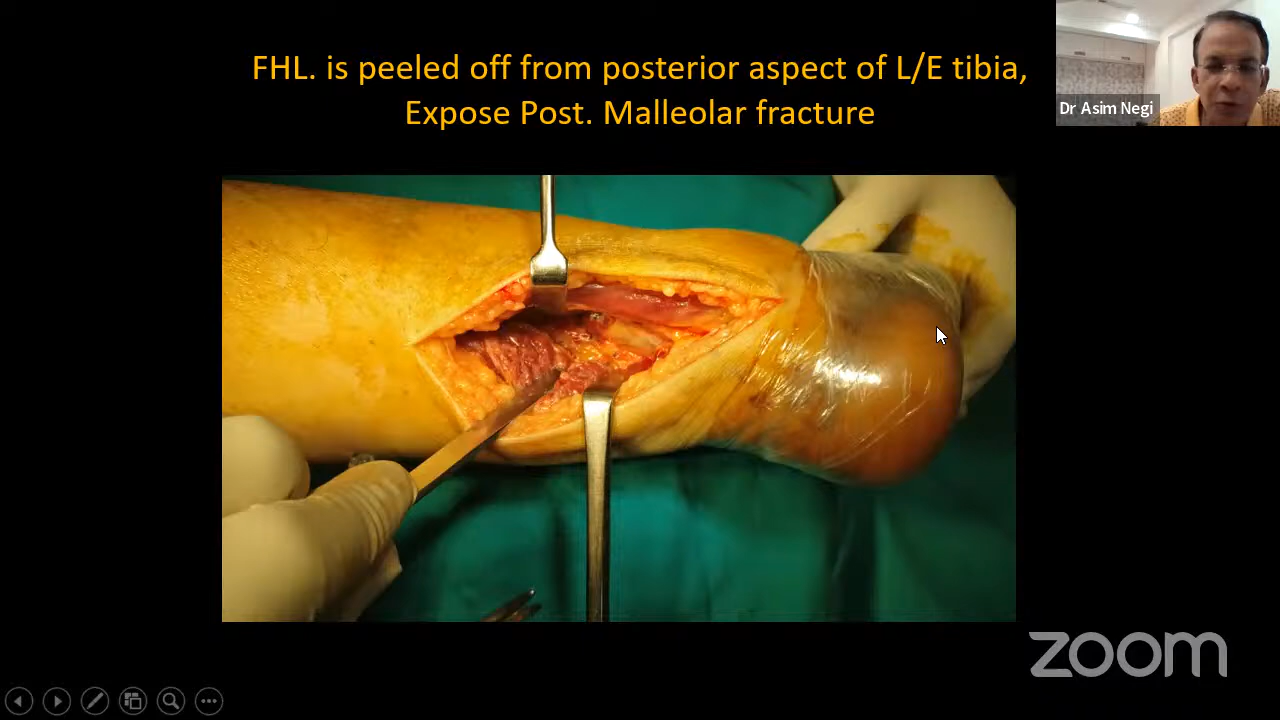 FHL. is peeled off from posterior aspect of L/E tibia,
Expose Post. Malleolar fracture
Dr Asim Negi
zoom